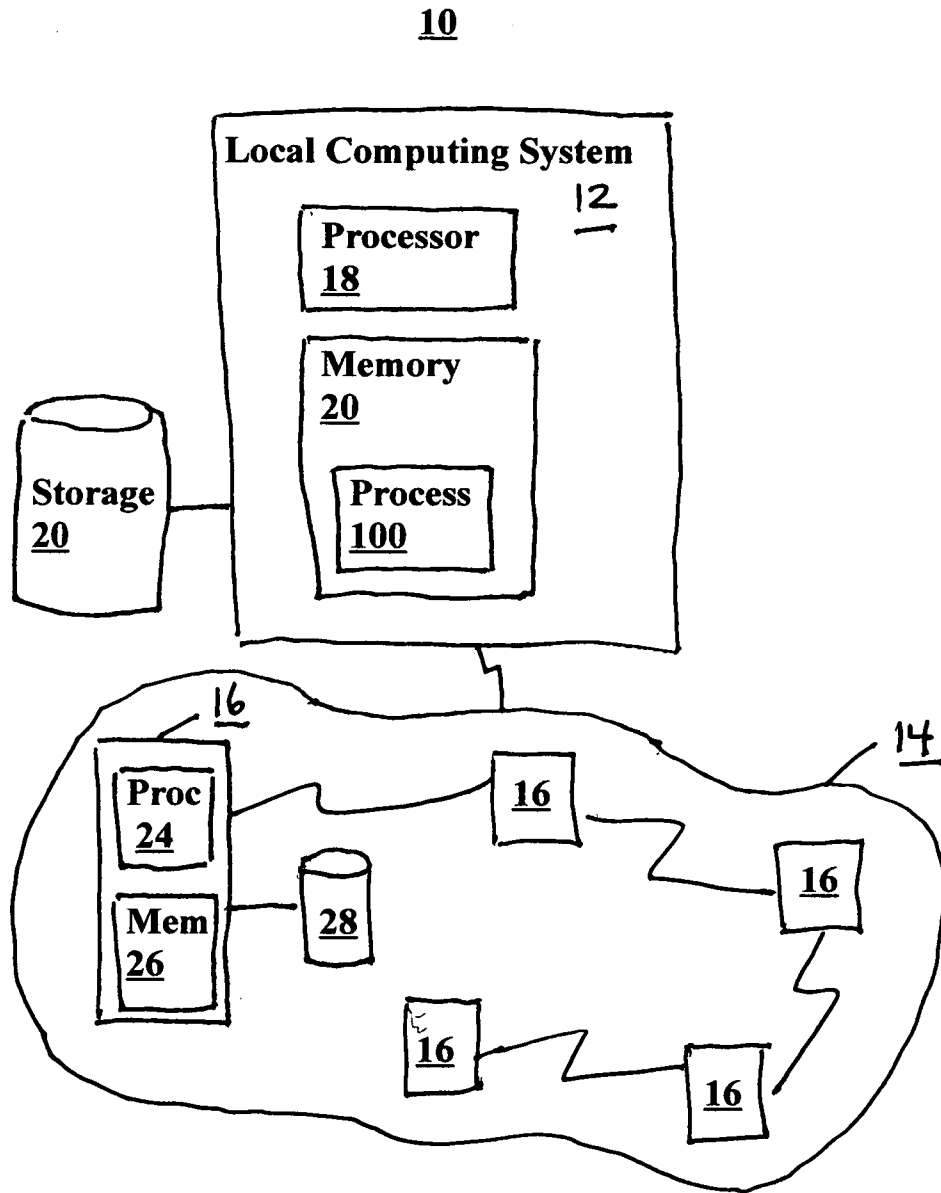 10
Local Computing System
12
Processor
18
Memory
20
Storage
20
Process
100
16
14
Proc
24
16
16
Mem
26
28
16
16